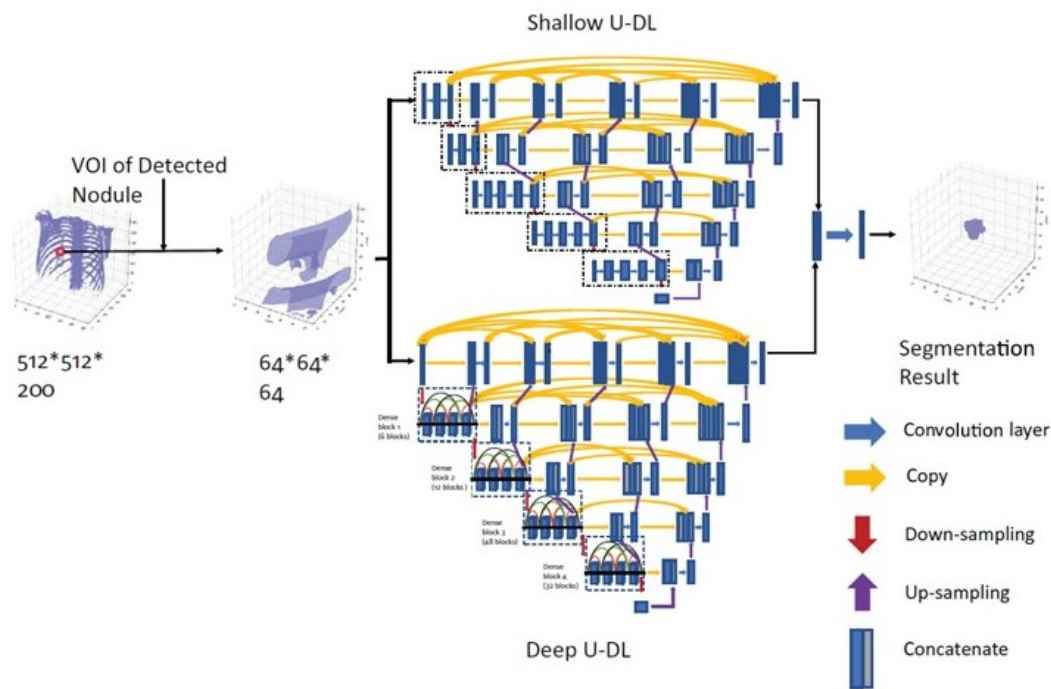 Shallow U-DL
VOI of Detected
Nodule
512*512*
200
64*64*
64
Dense
block 1
(6 blocks)
Dense
block 2
(12 blocks)
Dense
block 3
(48 blocks)
Dense
block 4
(32 blocks)
Deep U-DL
Segmentation
Result
Convolution layer
Copy
Down-sampling
Up-sampling
Concatenate